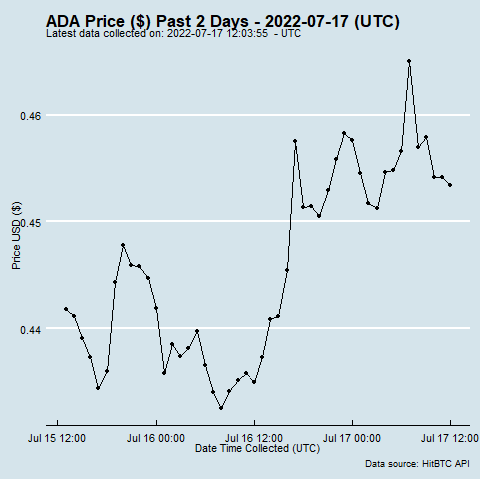 ADA Price ($) Past 2 Days - 2022-07-17 (UTC)
Latest data collected on: 2022-07-17 12:03:55 - UTC
0.46
0.45
0.44
Price USD ($)
Jul 15 12:00 Jul 16 00:00 Jul 16 12:00 Jul 17 00:00 Jul 17 12:00
Date Time Collected (UTC)
Data source: HitBTC API